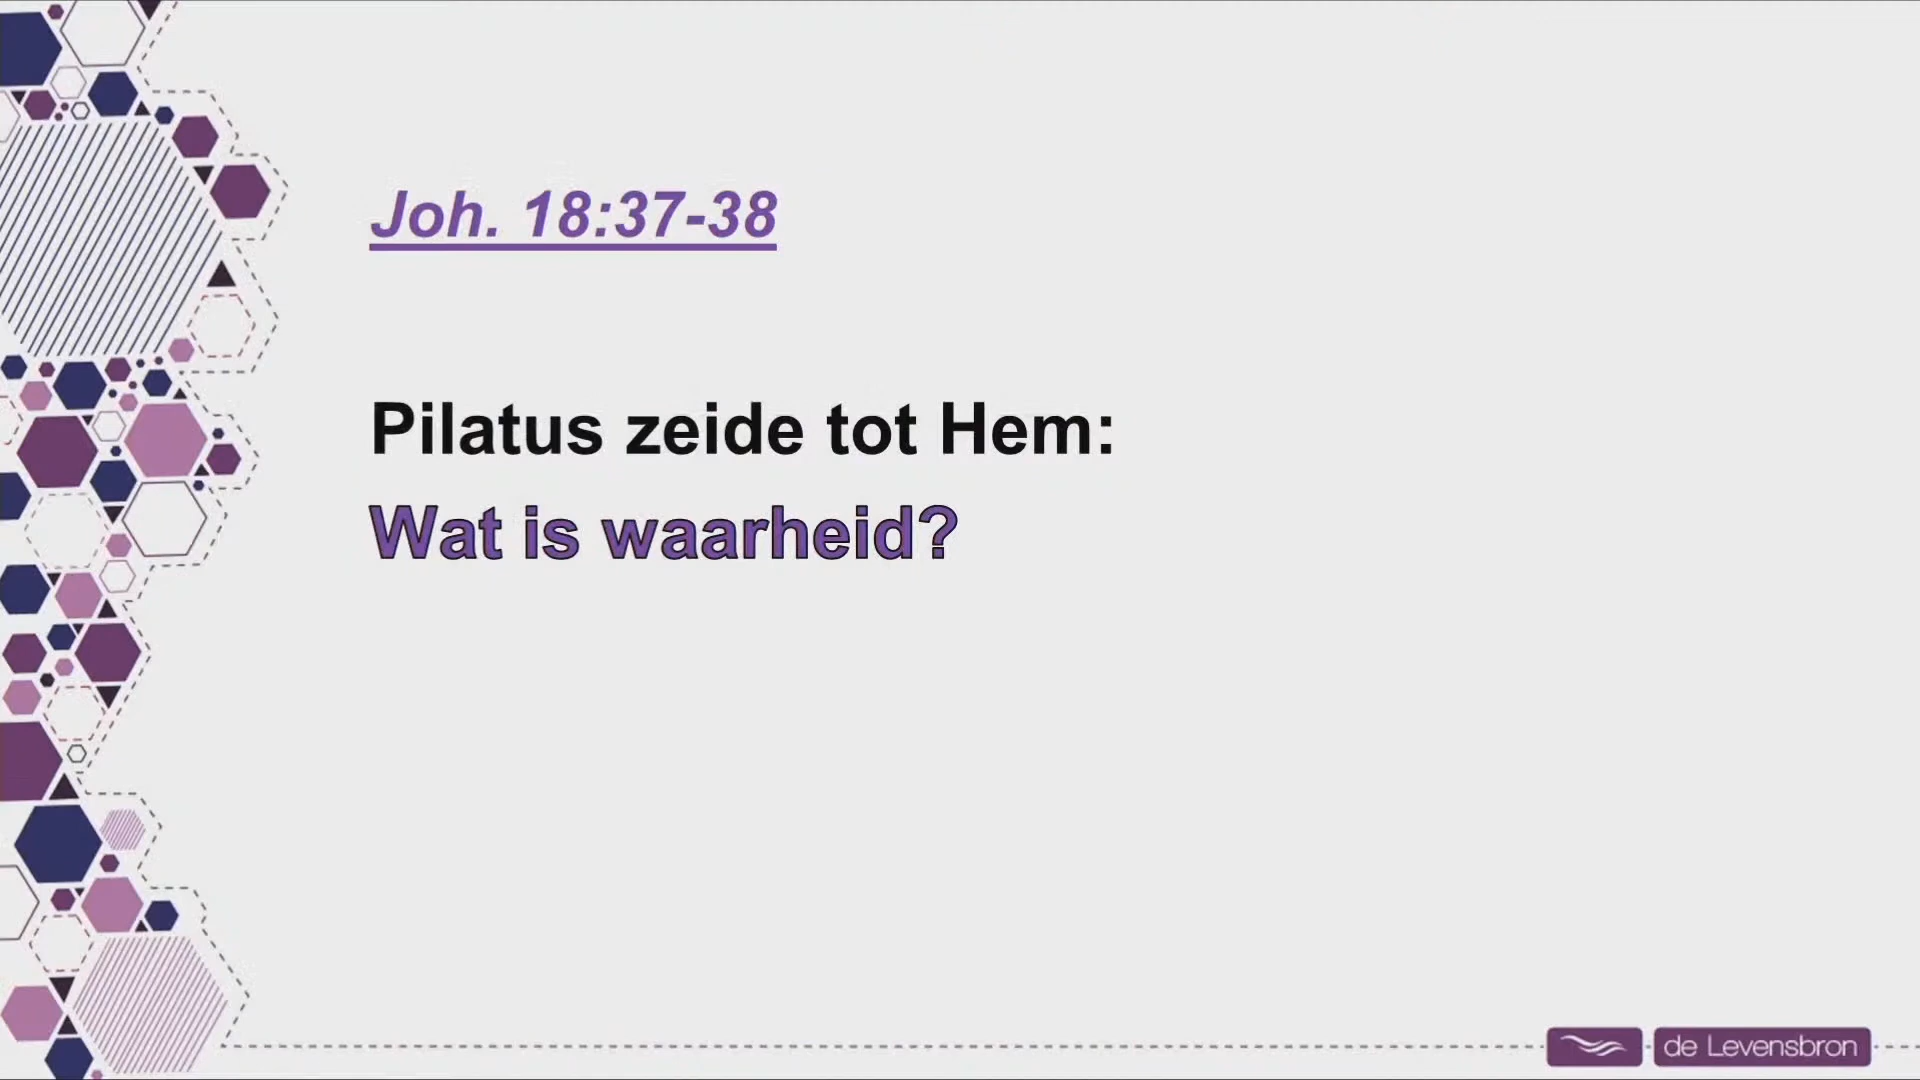 Joh. 18:37-38
Pilatus zeide tot Hem:
Wat is waarheid?
de Levensbron